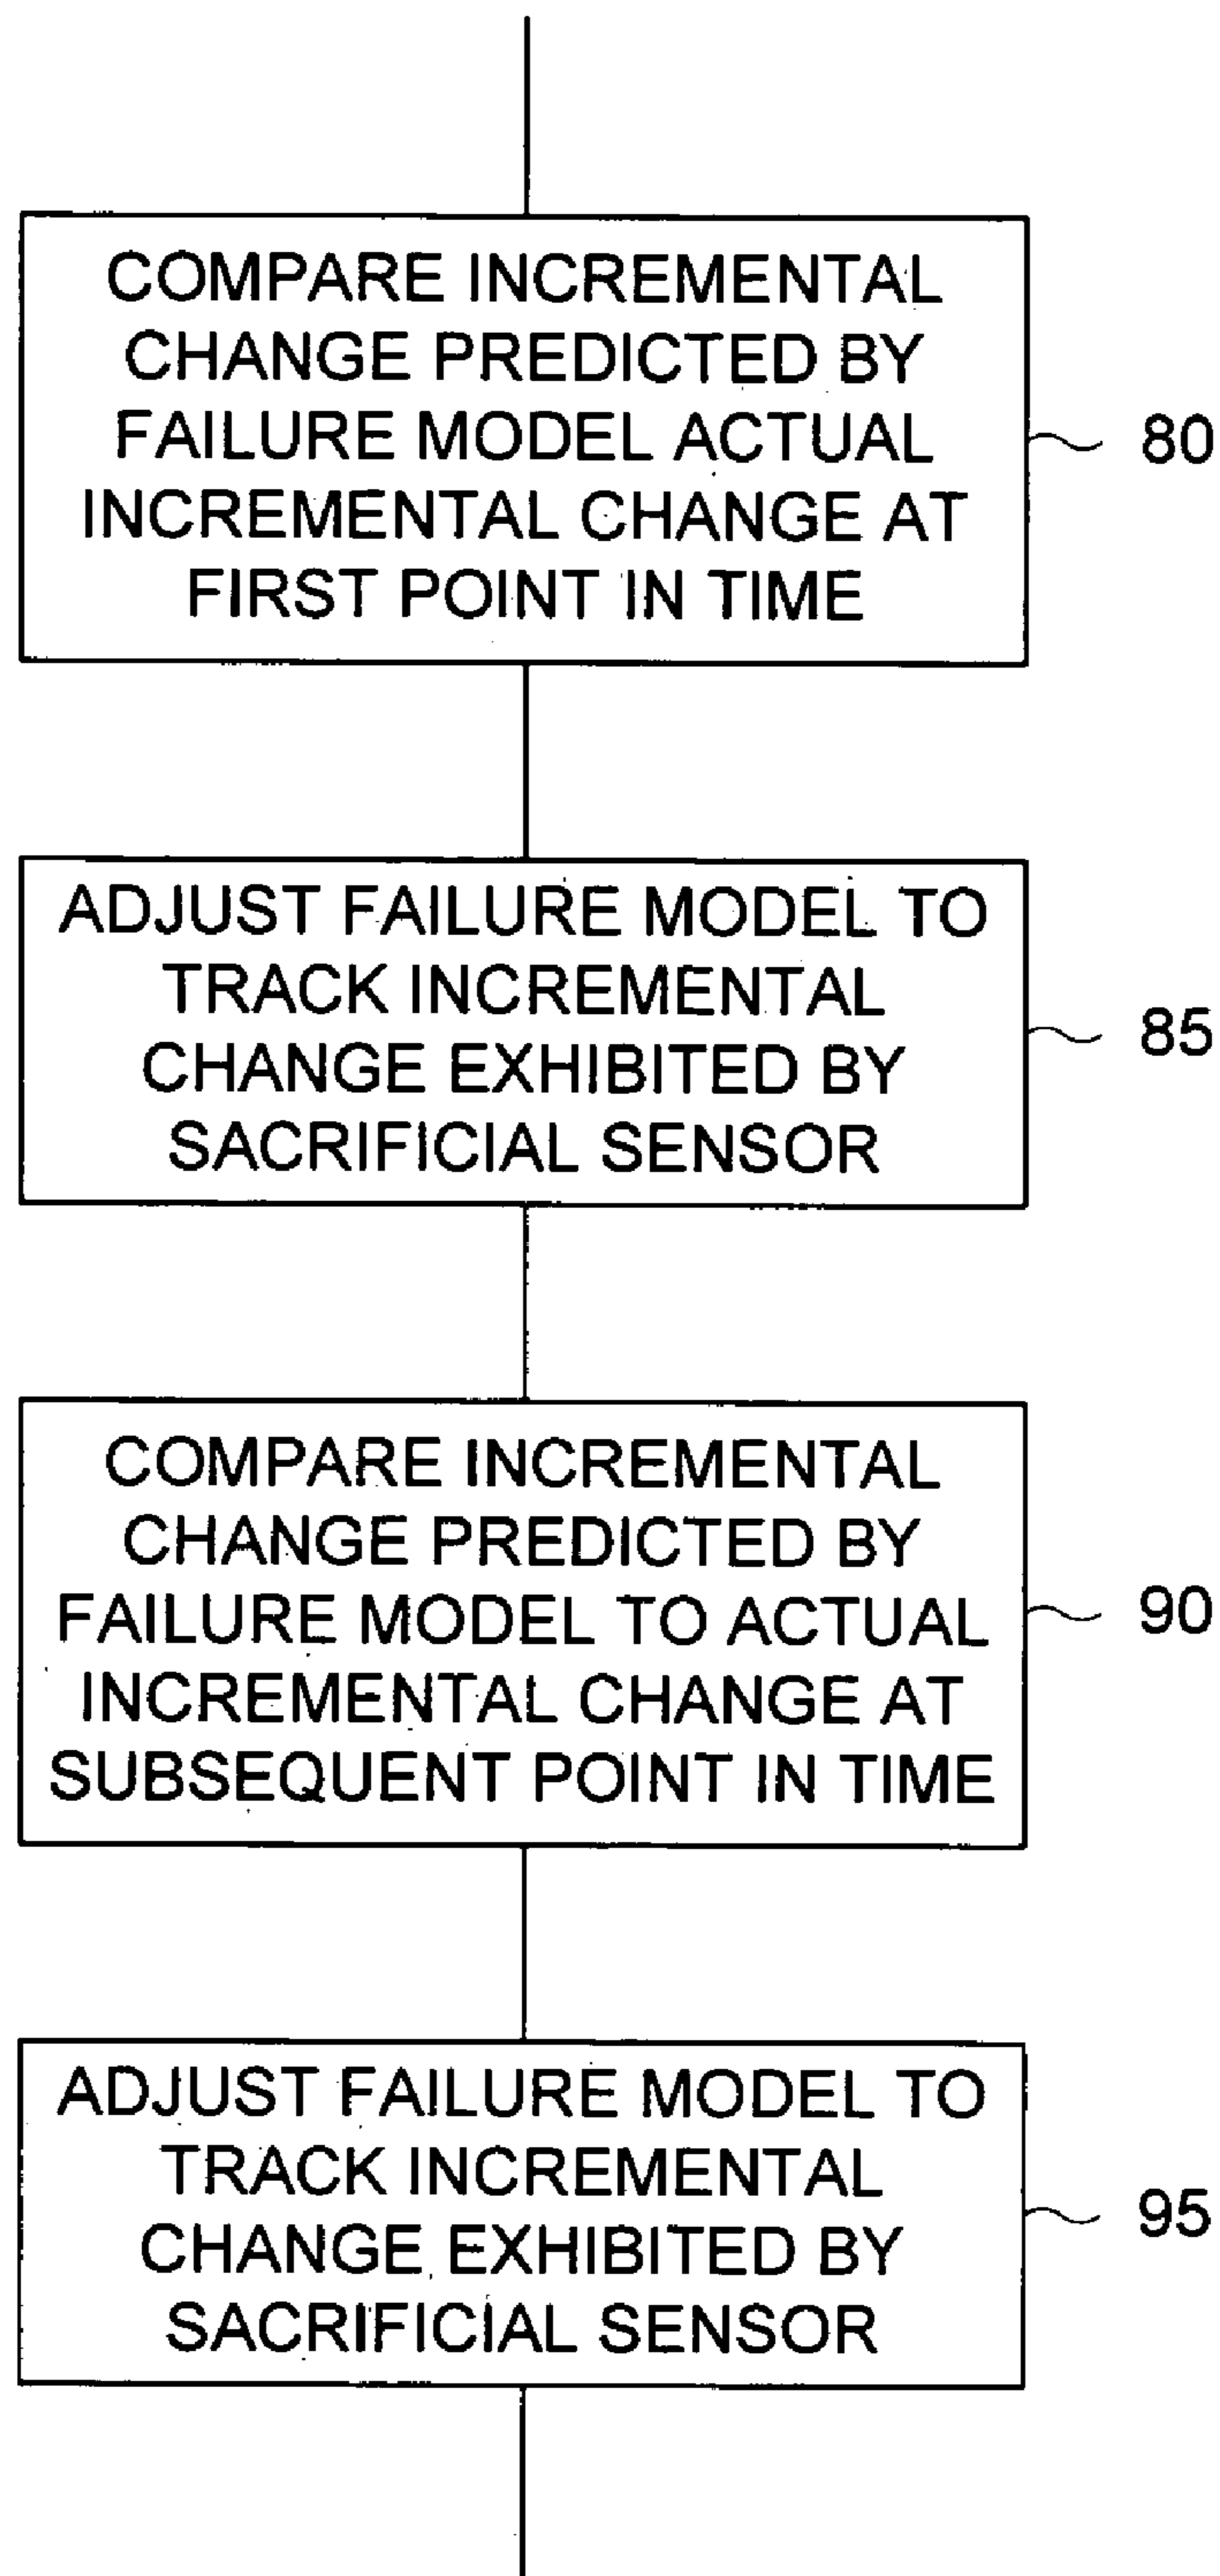 COMPARE INCREMENTAL
CHANGE PREDICTED BY
FAILURE MODEL ACTUAL
INCREMENTAL CHANGE AT
FIRST POINT IN TIME
80
ADJUST FAILURE MODEL TO
TRACK INCREMENTAL
CHANGE EXHIBITED BY
SACRIFICIAL SENSOR
85
COMPARE INCREMENTAL
CHANGE PREDICTED BY
FAILURE MODEL TO ACTUAL
INCREMENTAL CHANGE AT
SUBSEQUENT POINT IN TIME
90
ADJUST FAILURE MODEL TO
TRACK INCREMENTAL
CHANGE EXHIBITED BY
SACRIFICIAL SENSOR
95